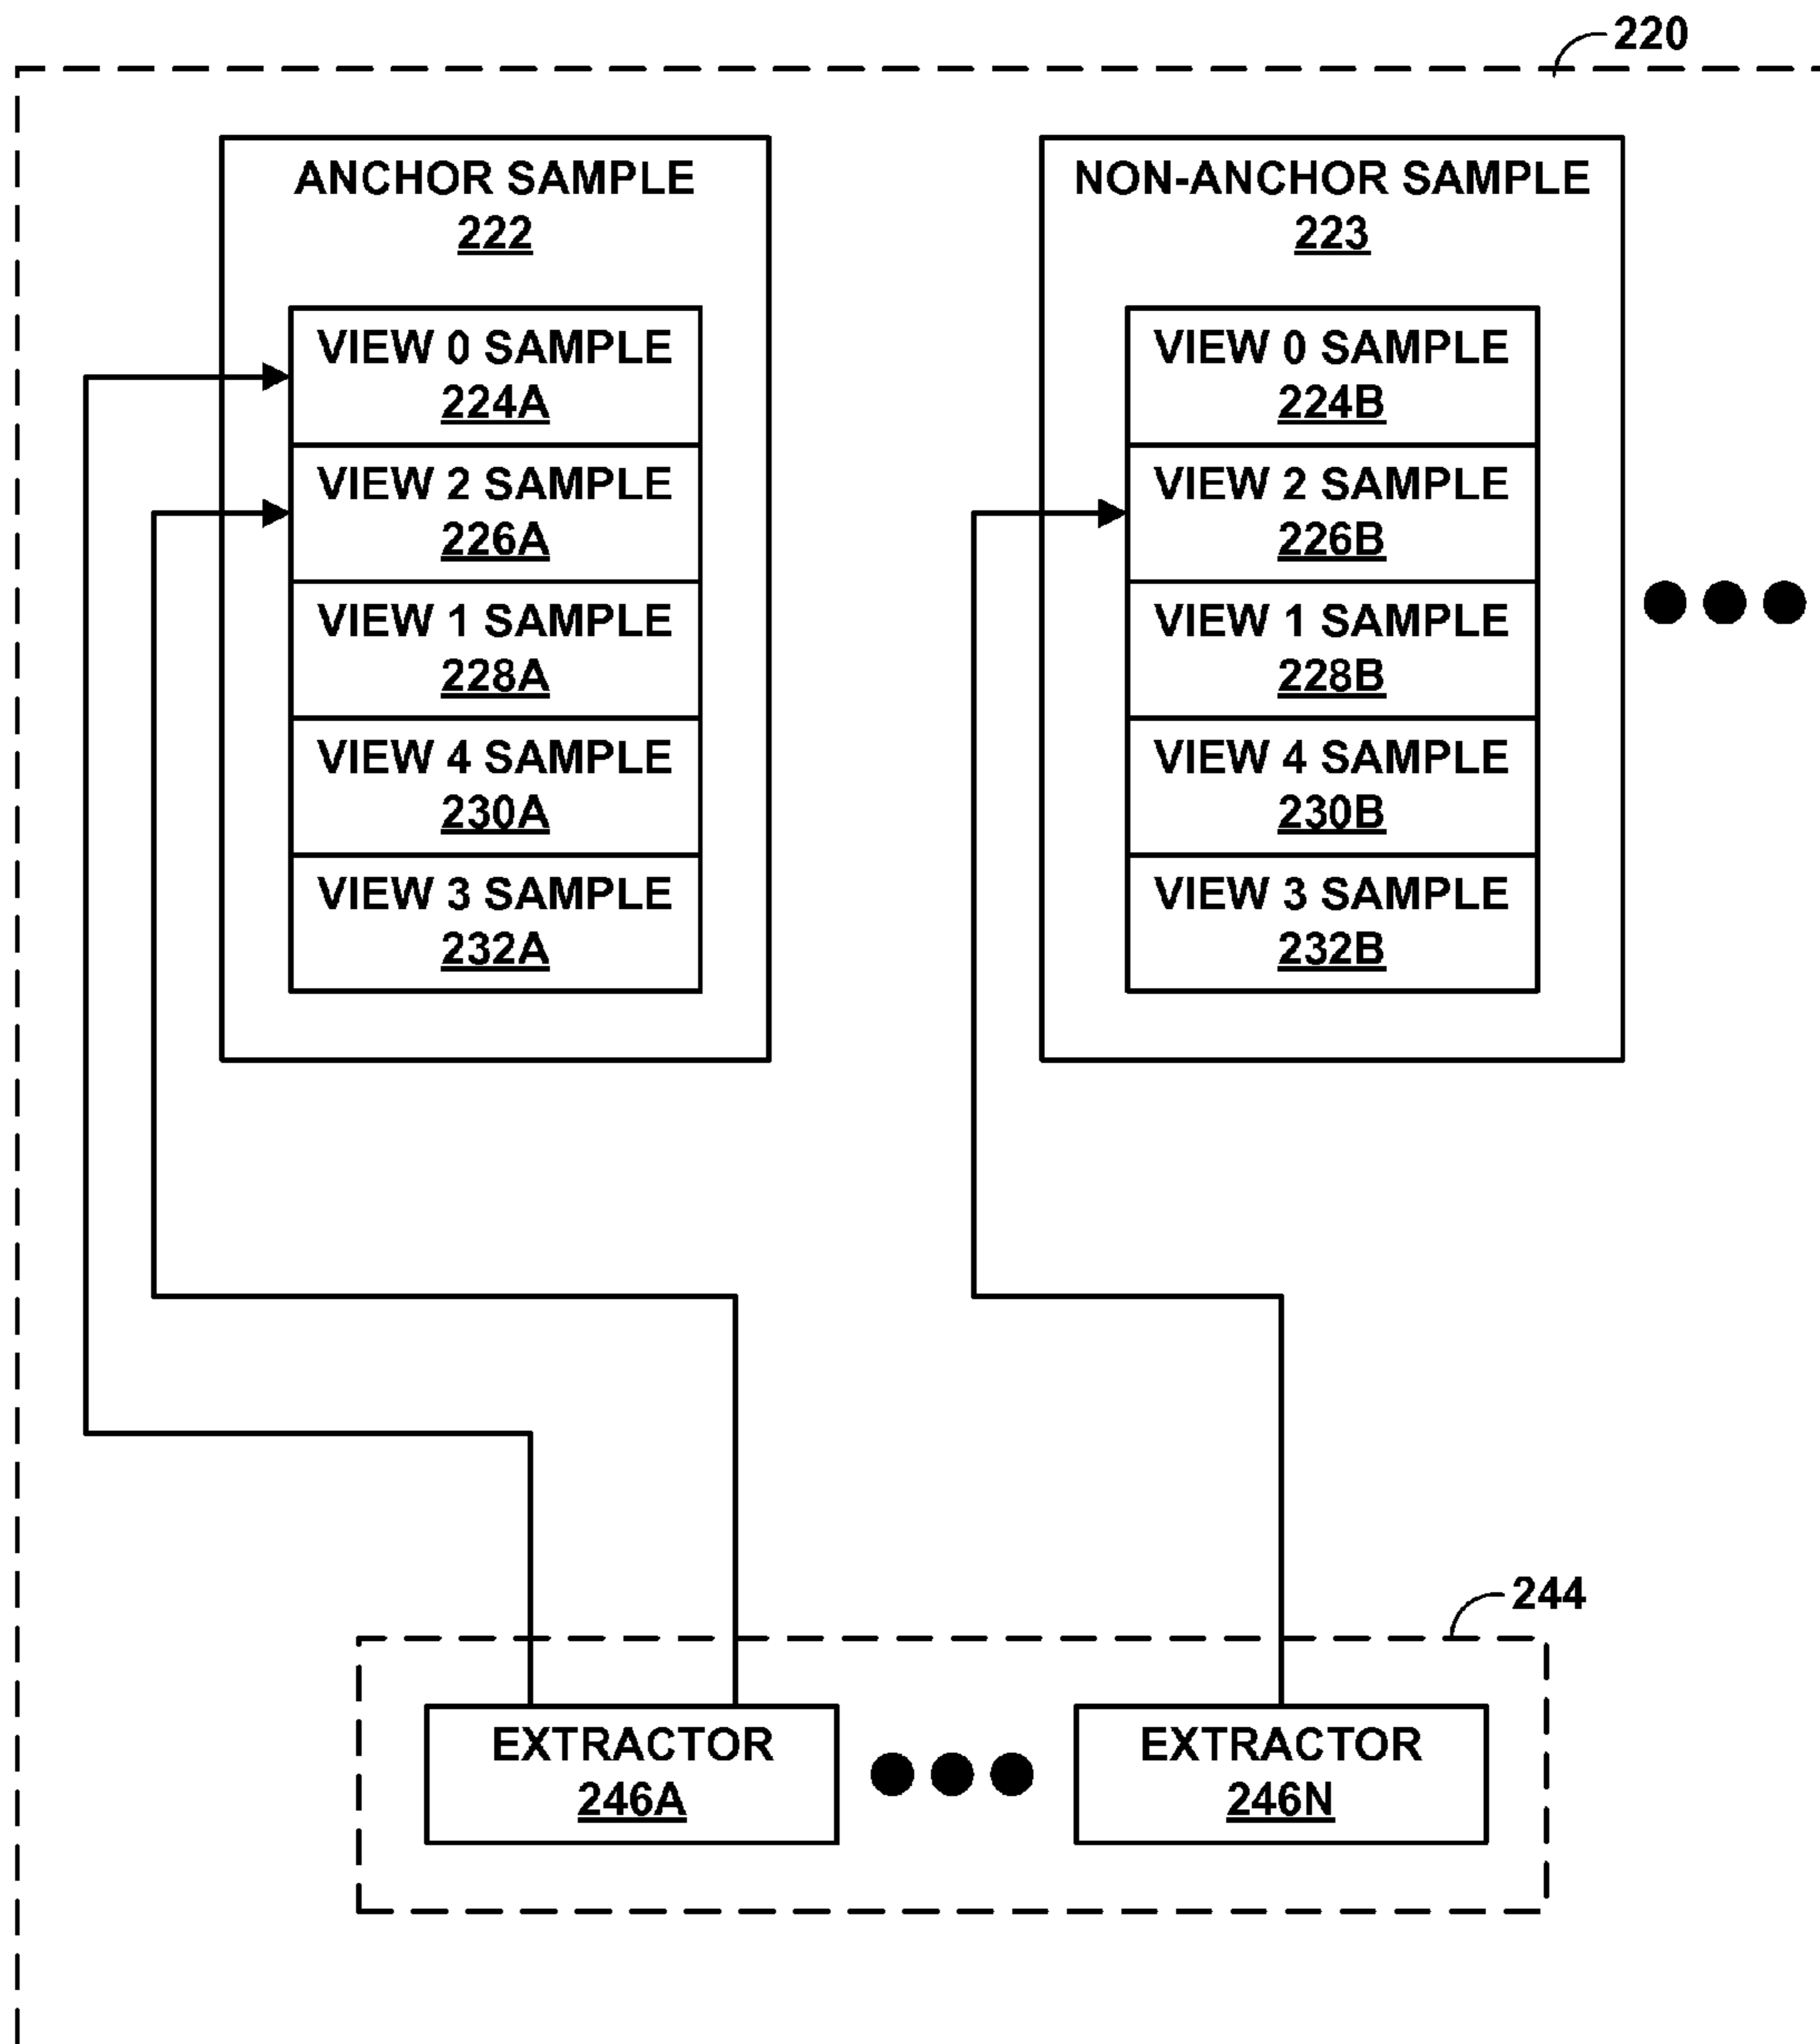 220
ANCHOR SAMPLE
222
VIEW 0 SAMPLE
224A
VIEW 2 SAMPLE
226A
VIEW 1 SAMPLE
228A
VIEW 4 SAMPLE
230A
VIEW 3 SAMPLE
232A
NON-ANCHOR SAMPLE
223
VIEW 0 SAMPLE
224B
VIEW 2 SAMPLE
226B
VIEW 1 SAMPLE
228B
VIEW 4 SAMPLE
230B
VIEW 3 SAMPLE
232B
244
EXTRACTOR
246A
EXTRACTOR
246N